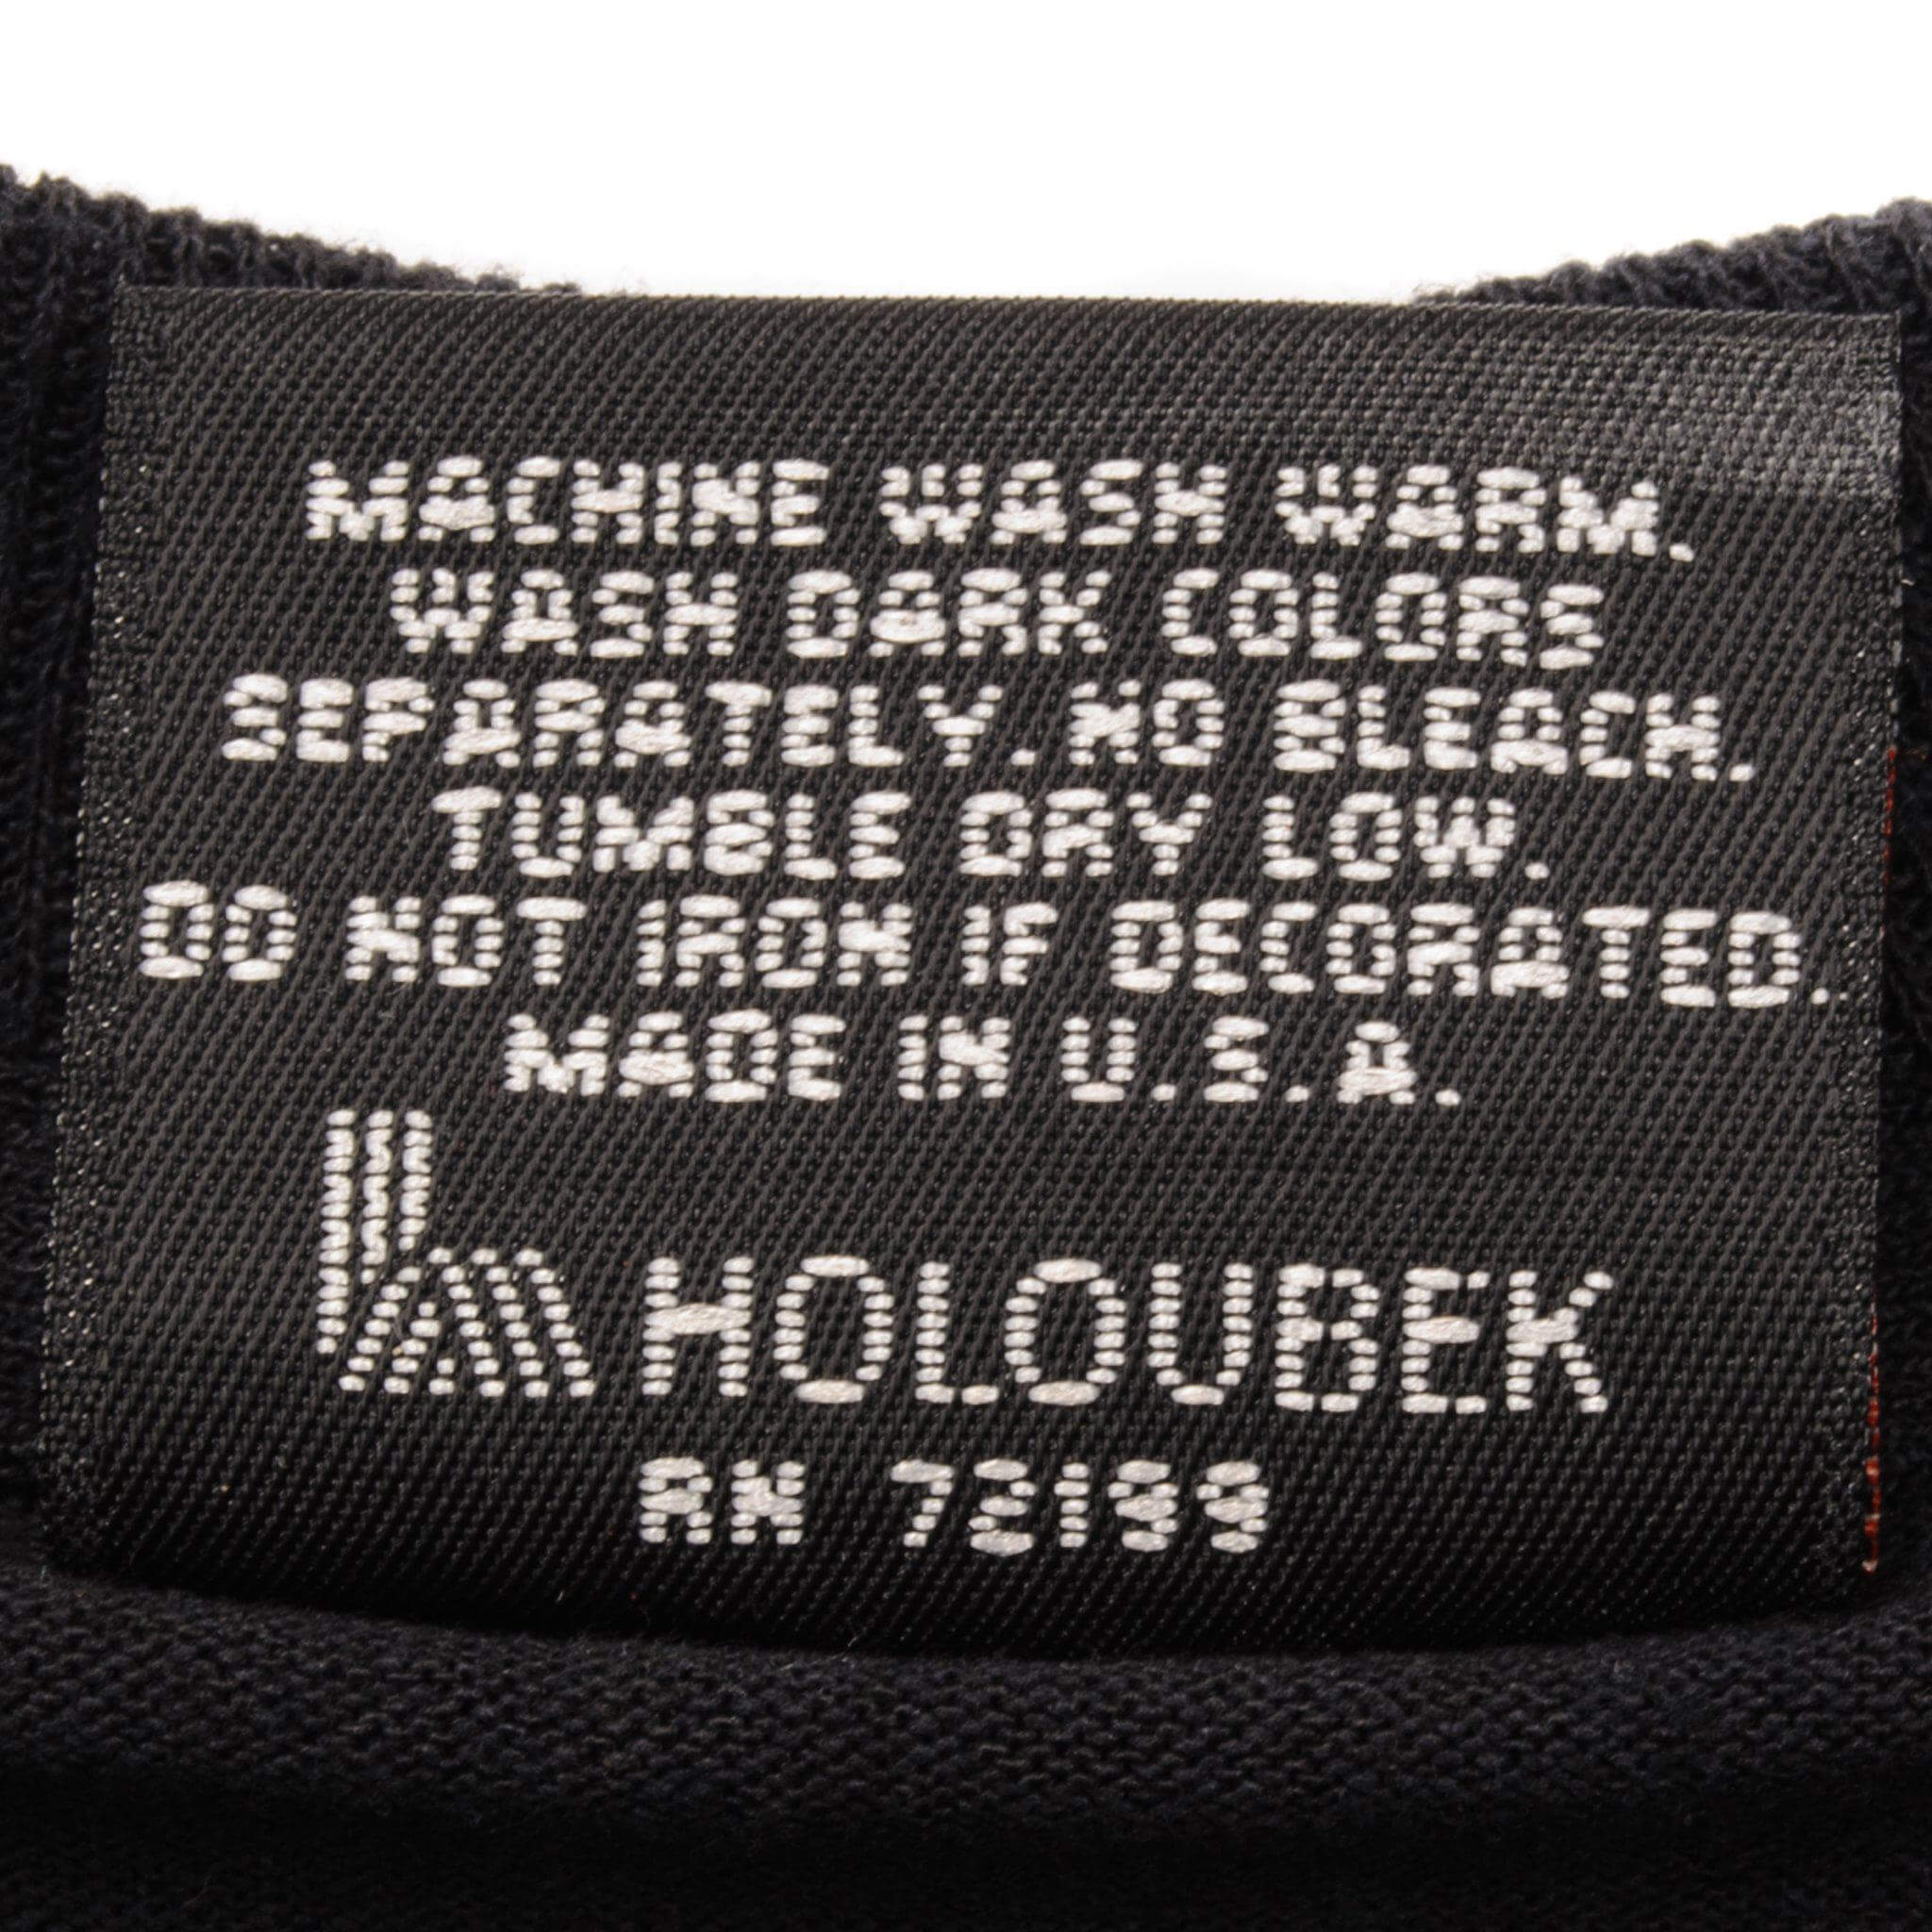 MACHINE WASH WARM.
WASH DARK COLORS
SEPARATELY. NO BLEACH.
TUMBLE DRY LOW.
DO NOT IRON IF DECORATED.
MADE IN U.S.A.
HOLOUBEK
RN 72199